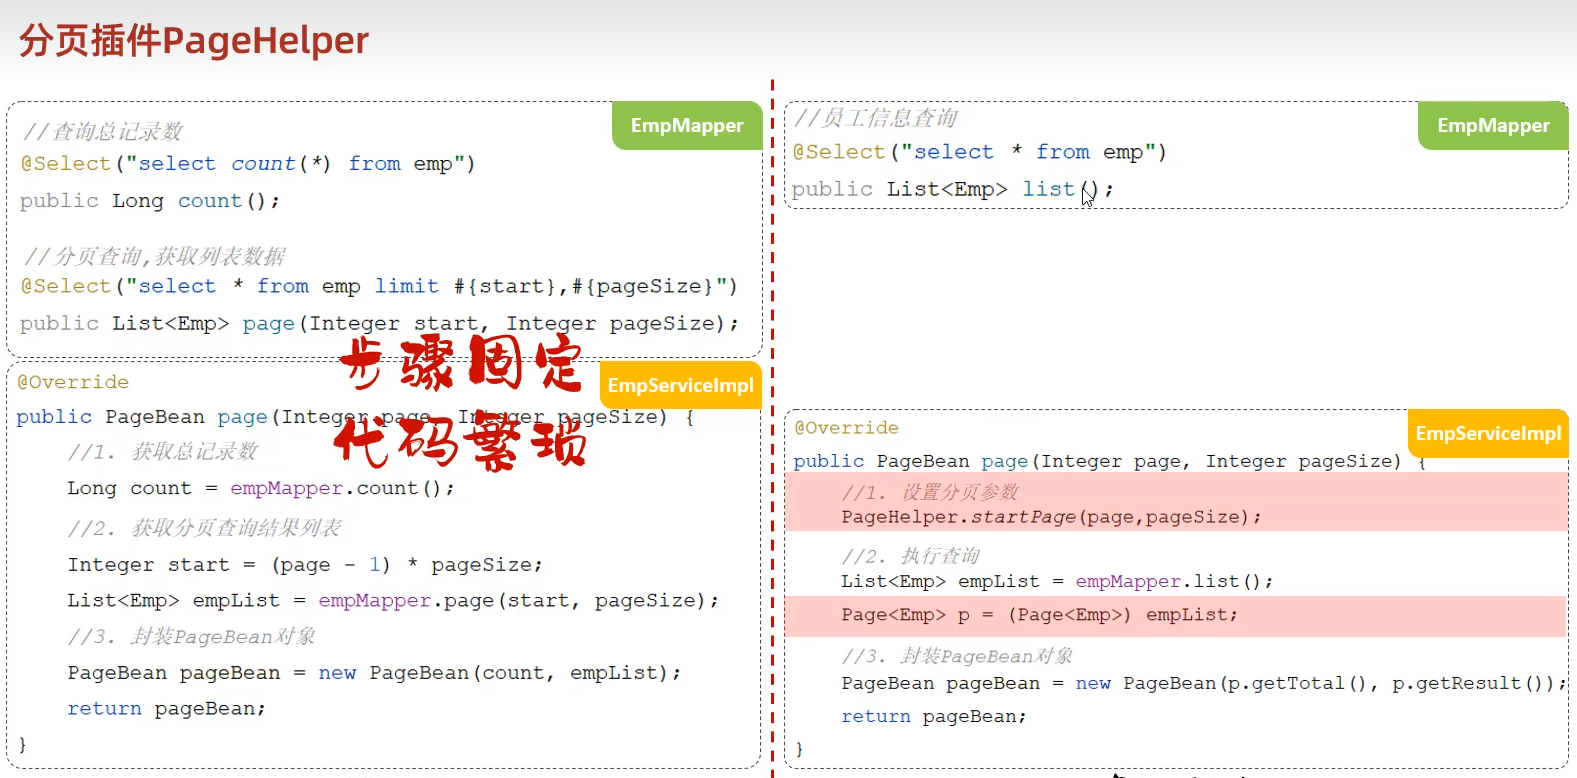 分页插件PageHelper
EmpMapper
//查询总记录数
@Select("select count(*) from emp")
public Long count();
//分页查询,获取列表数据
@Select("select * from emp limit #{start},#{pageSize}")
public List<Emp> page(Integer start, Integer pageSize);
步骤固定
代码繁琐
EmpServiceImpl
@Override
public PageBean page(Integer page, Integer pageSize) {
//1. 获取总记录数
Long count = empMapper.count();
//2. 获取分页查询结果列表
Integer start = (page - 1) * pageSize;
List<Emp> empList = empMapper.page(start, pageSize);
//3. 封装PageBean对象
PageBean pageBean = new PageBean(count, empList);
return pageBean;
}
EmpMapper
//员工信息查询
@Select("select * from emp")
public List<Emp> list();
EmpServiceImpl
@Override
public PageBean page(Integer page, Integer pageSize) {
//1. 设置分页参数
PageHelper.startPage(page,pageSize);
//2. 执行查询
List<Emp> empList = empMapper.list();
Page<Emp> p = (Page<Emp>) empList;
//3. 封装PageBean对象
PageBean pageBean = new PageBean(p.getTotal(), p.getResult());
return pageBean;
}